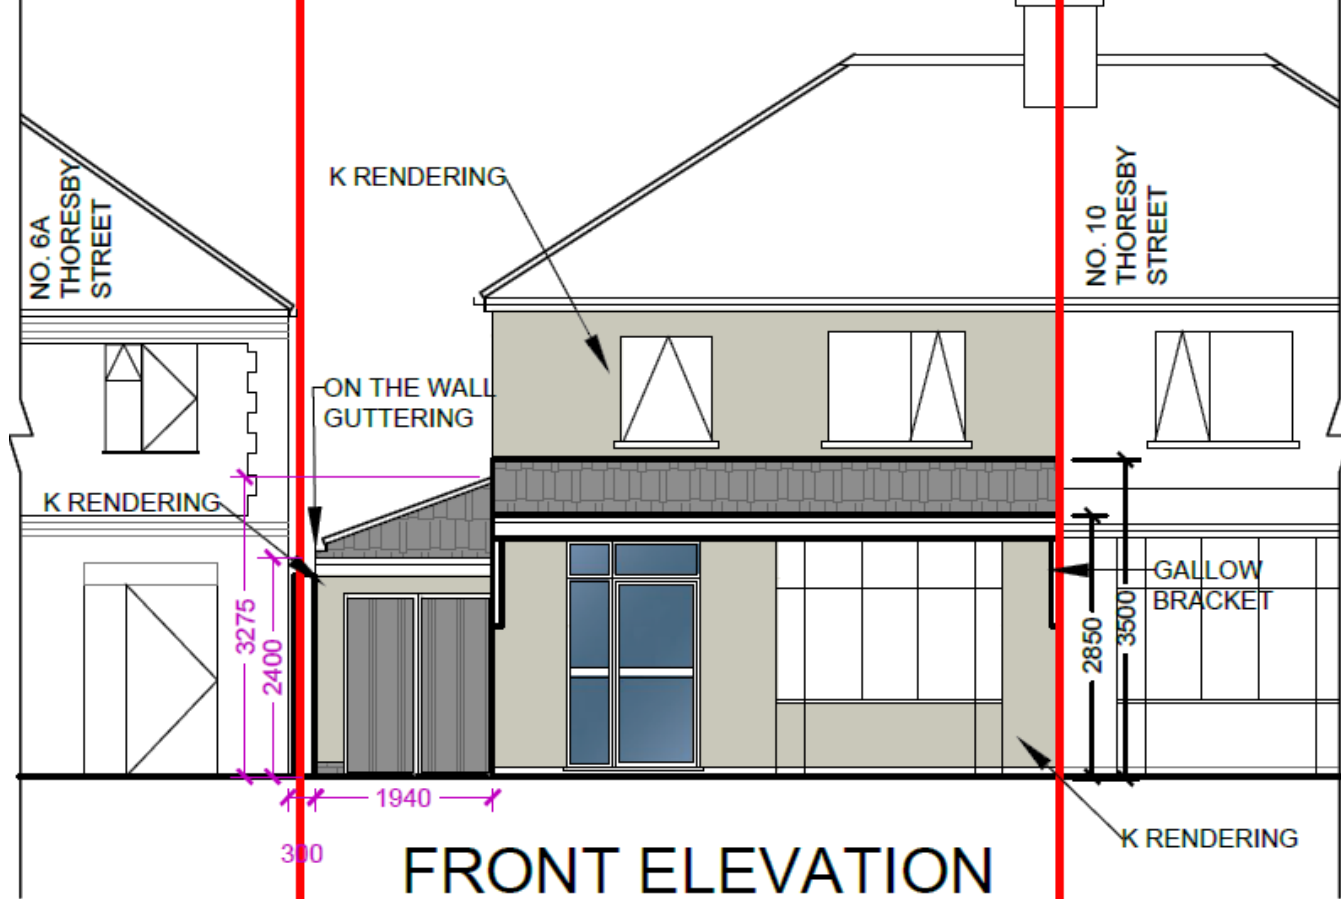 NO. 6A
THORESBY
STREET
K RENDERING
NO. 10
THORESBY
STREET
ON THE WALL
GUTTERING
K RENDERING
3275
2400
GALLOW
BRACKET
2850
3500
1940
300
K RENDERING
FRONT ELEVATION